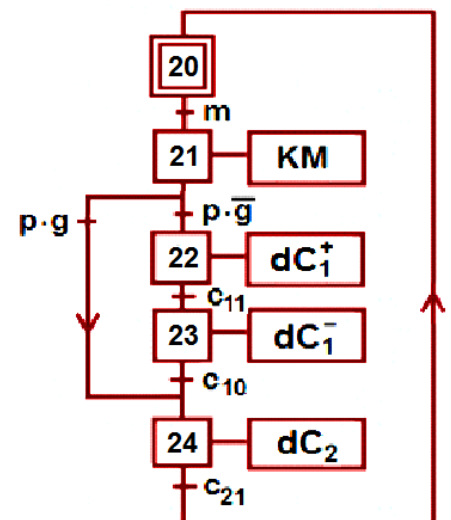 20
m
21 KM
p·g p·g̅
22 dC₁⁺
c₁₁
23 dC₁⁻
c₁₀
24 dC₂
c₂₁